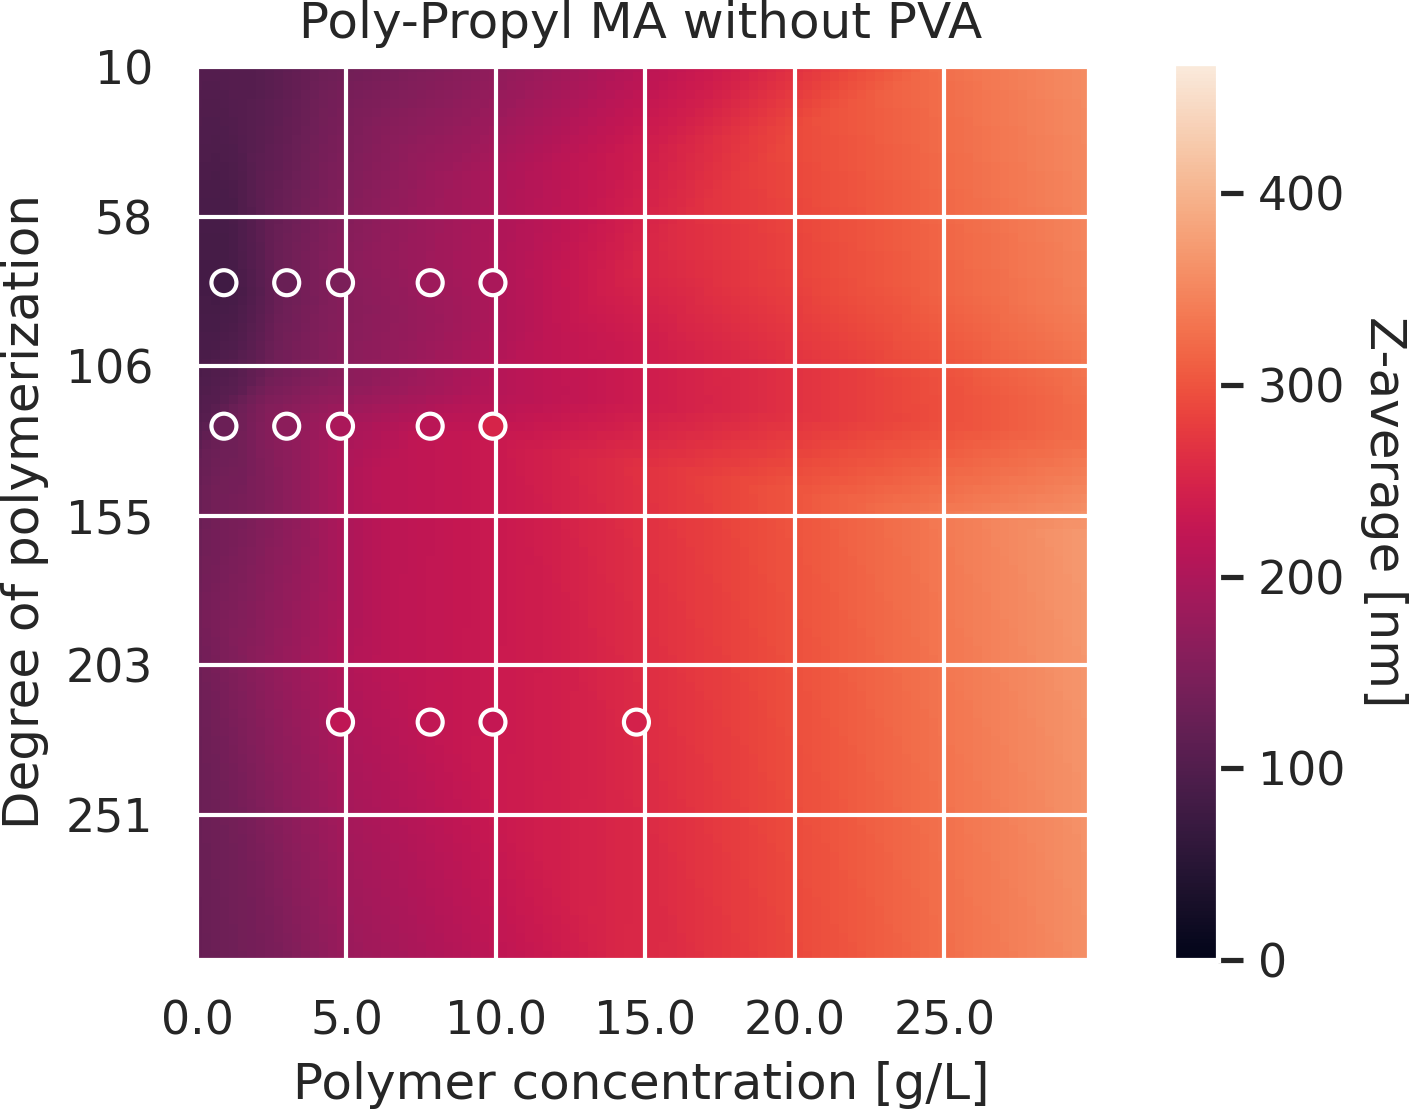 Poly-Propyl MA without PVA
10
58
106
155
203
251
Degree of polymerization
0.0 5.0 10.0 15.0 20.0 25.0
Polymer concentration [g/L]
400
300
200
100
0
Z-average [nm]